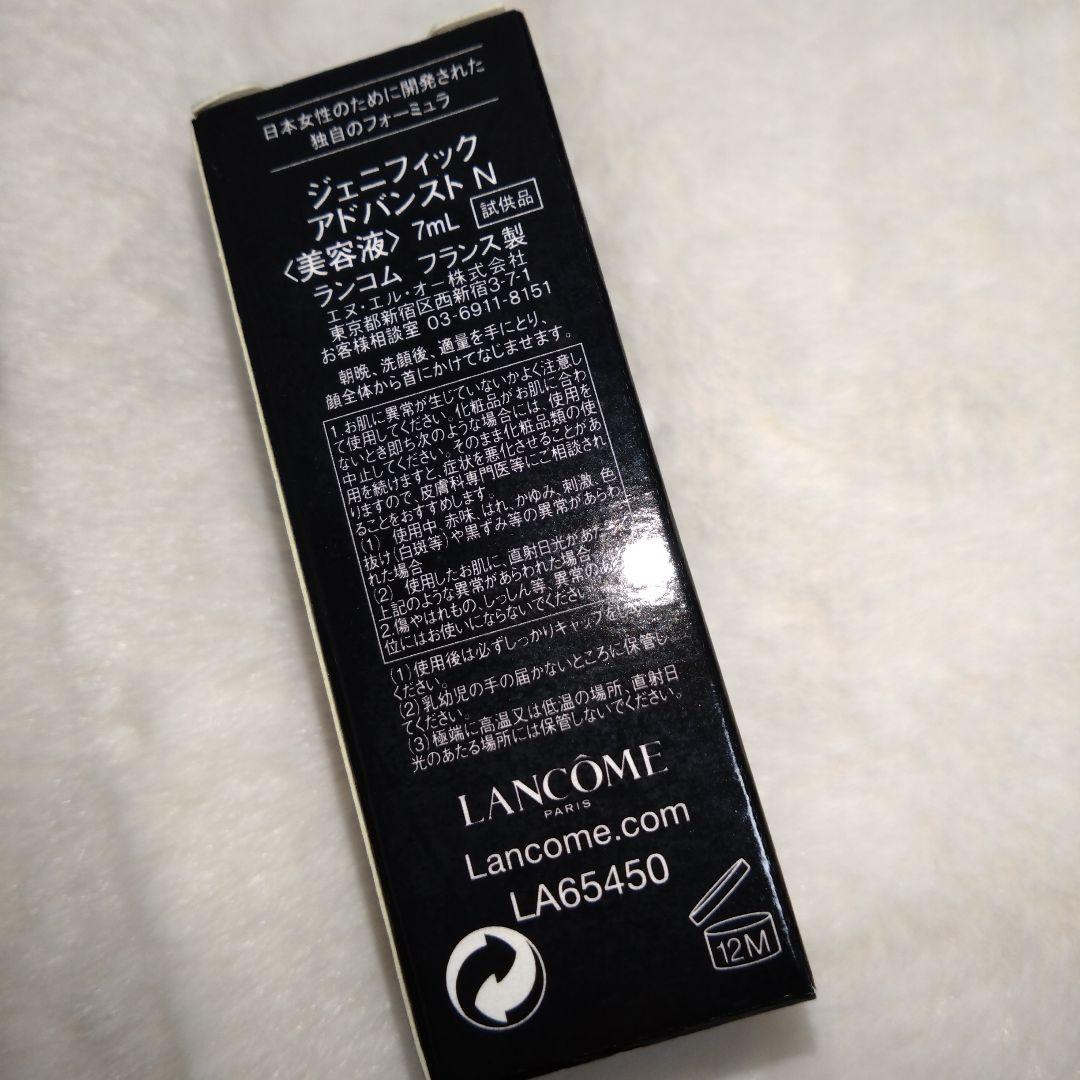 日本女性のために開発された
独自のフォーミュラ
ジェニフィック
アドバンスト N
〈美容液〉 7mL 試供品
ランコム フランス製
エヌ・エル・オー株式会社
東京都新宿区西新宿3-7-1
お客様相談室 03-6911-8151
朝晩、洗顔後、適量を手にとり、
顔全体から首にかけてなじませます。
1.お肌に異常が生じていないかよく注意し
て使用してください。化粧品がお肌に合わ
ないとき即ち次のような場合には、使用を
中止してください。そのまま化粧品類の使
用を続けますと、症状を悪化させることがあ
りますので、皮膚科専門医等にご相談され
ることをおすすめします。
(1) 使用中、赤味、はれ、かゆみ、刺激、色
抜け(白斑等)や黒ずみ等の異常があらわ
れた場合
(2) 使用したお肌に、直射日光があたって
上記のような異常があらわれた場合
2.傷やはれもの、しっしん等、異常の
位にはお使いにならないでください
(1)使用後は必ずしっかりキャップを
ください。
(2)乳幼児の手の届かないところに保管し
てください。
(3)極端に高温又は低温の場所、直射日
光のあたる場所には保管しないでください。
LANCÔME
PARIS
Lancome.com
LA65450
12M